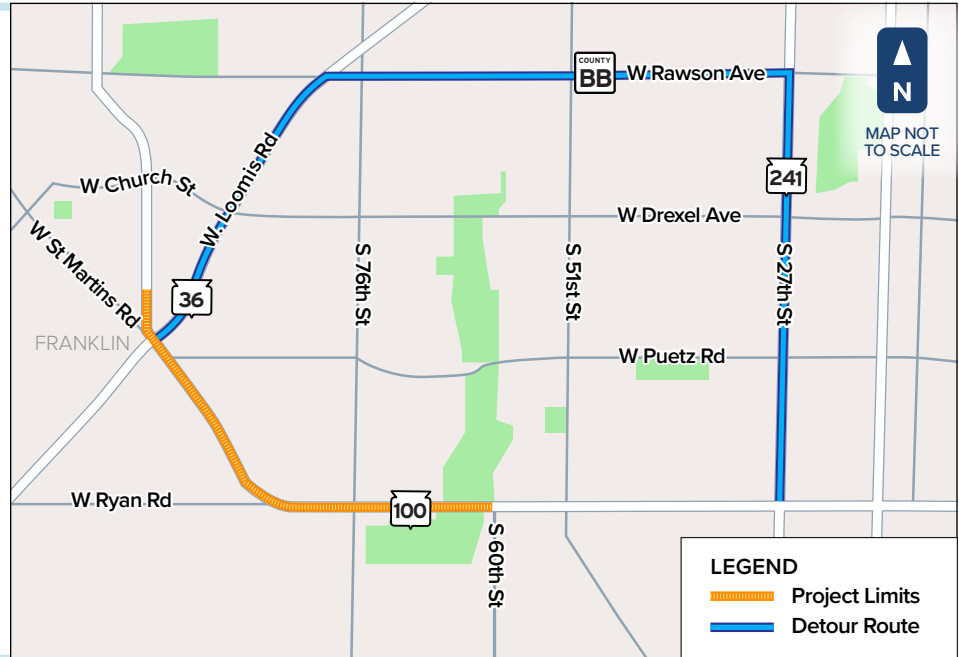 COUNTY
BB
W Rawson Ave
N
MAP NOT
TO SCALE
W Church St
W. Loomis Rd
241
W Drexel Ave
W St Martins Rd
36
S 76th St
S 51st St
S 27th St
FRANKLIN
W Puetz Rd
W Ryan Rd
100
S 60th St
LEGEND
Project Limits
Detour Route